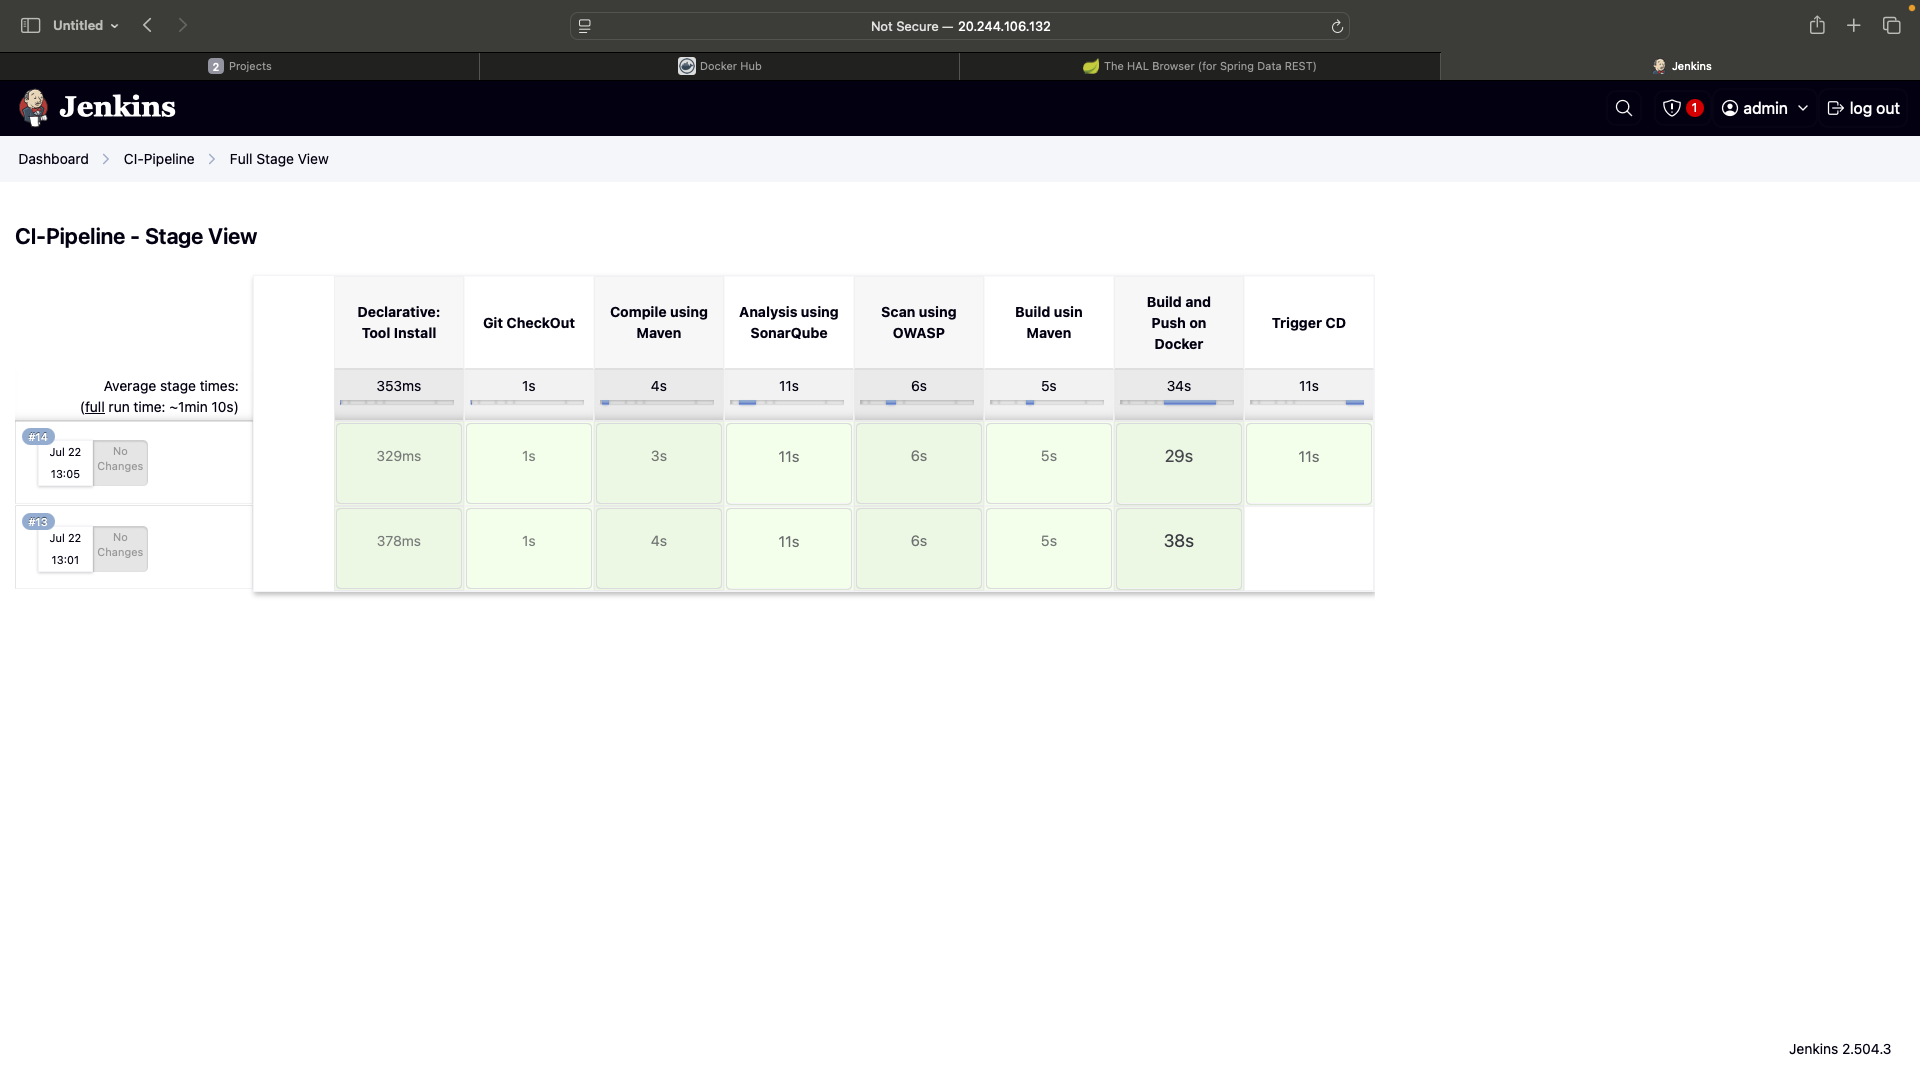 Untitled
Not Secure — 20.244.106.132
2 Projects
Docker Hub
The HAL Browser (for Spring Data REST)
Jenkins
Jenkins
1
admin
log out
Dashboard
CI-Pipeline
Full Stage View
CI-Pipeline - Stage View
Declarative:
Tool Install
Git CheckOut
Compile using
Maven
Analysis using
SonarQube
Scan using
OWASP
Build usin
Maven
Build and
Push on
Docker
Trigger CD
Average stage times:
(full run time: ~1min 10s)
353ms
1s
4s
11s
6s
5s
34s
11s
#14
Jul 22
13:05
No
Changes
329ms
1s
3s
11s
6s
5s
29s
11s
#13
Jul 22
13:01
No
Changes
378ms
1s
4s
11s
6s
5s
38s
Jenkins 2.504.3